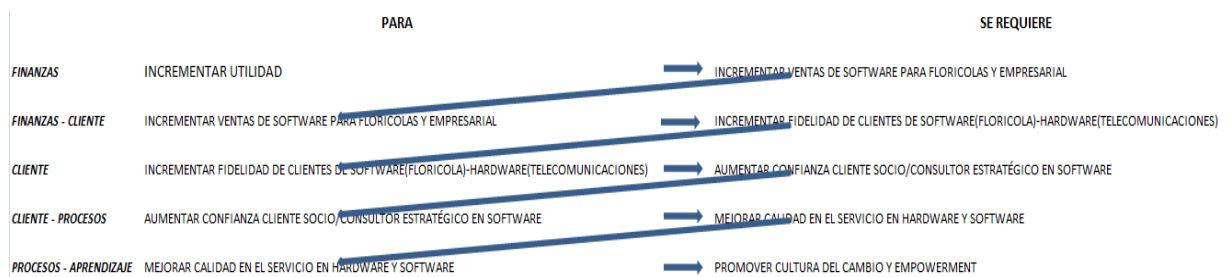 PARA SE REQUIERE
FINANZAS INCREMENTAR UTILIDAD INCREMENTAR VENTAS DE SOFTWARE PARA FLORICOLAS Y EMPRESARIAL
FINANZAS - CLIENTE INCREMENTAR VENTAS DE SOFTWARE PARA FLORICOLAS Y EMPRESARIAL INCREMENTAR FIDELIDAD DE CLIENTES DE SOFTWARE(FLORICOLA)-HARDWARE(TELECOMUNICACIONES)
CLIENTE INCREMENTAR FIDELIDAD DE CLIENTES DE SOFTWARE(FLORICOLA)-HARDWARE(TELECOMUNICACIONES) AUMENTAR CONFIANZA CLIENTE SOCIO/CONSULTOR ESTRATÉGICO EN SOFTWARE
CLIENTE - PROCESOS AUMENTAR CONFIANZA CLIENTE SOCIO/CONSULTOR ESTRATÉGICO EN SOFTWARE MEJORAR CALIDAD EN EL SERVICIO EN HARDWARE Y SOFTWARE
PROCESOS - APRENDIZAJE MEJORAR CALIDAD EN EL SERVICIO EN HARDWARE Y SOFTWARE PROMOVER CULTURA DEL CAMBIO Y EMPOWERMENT